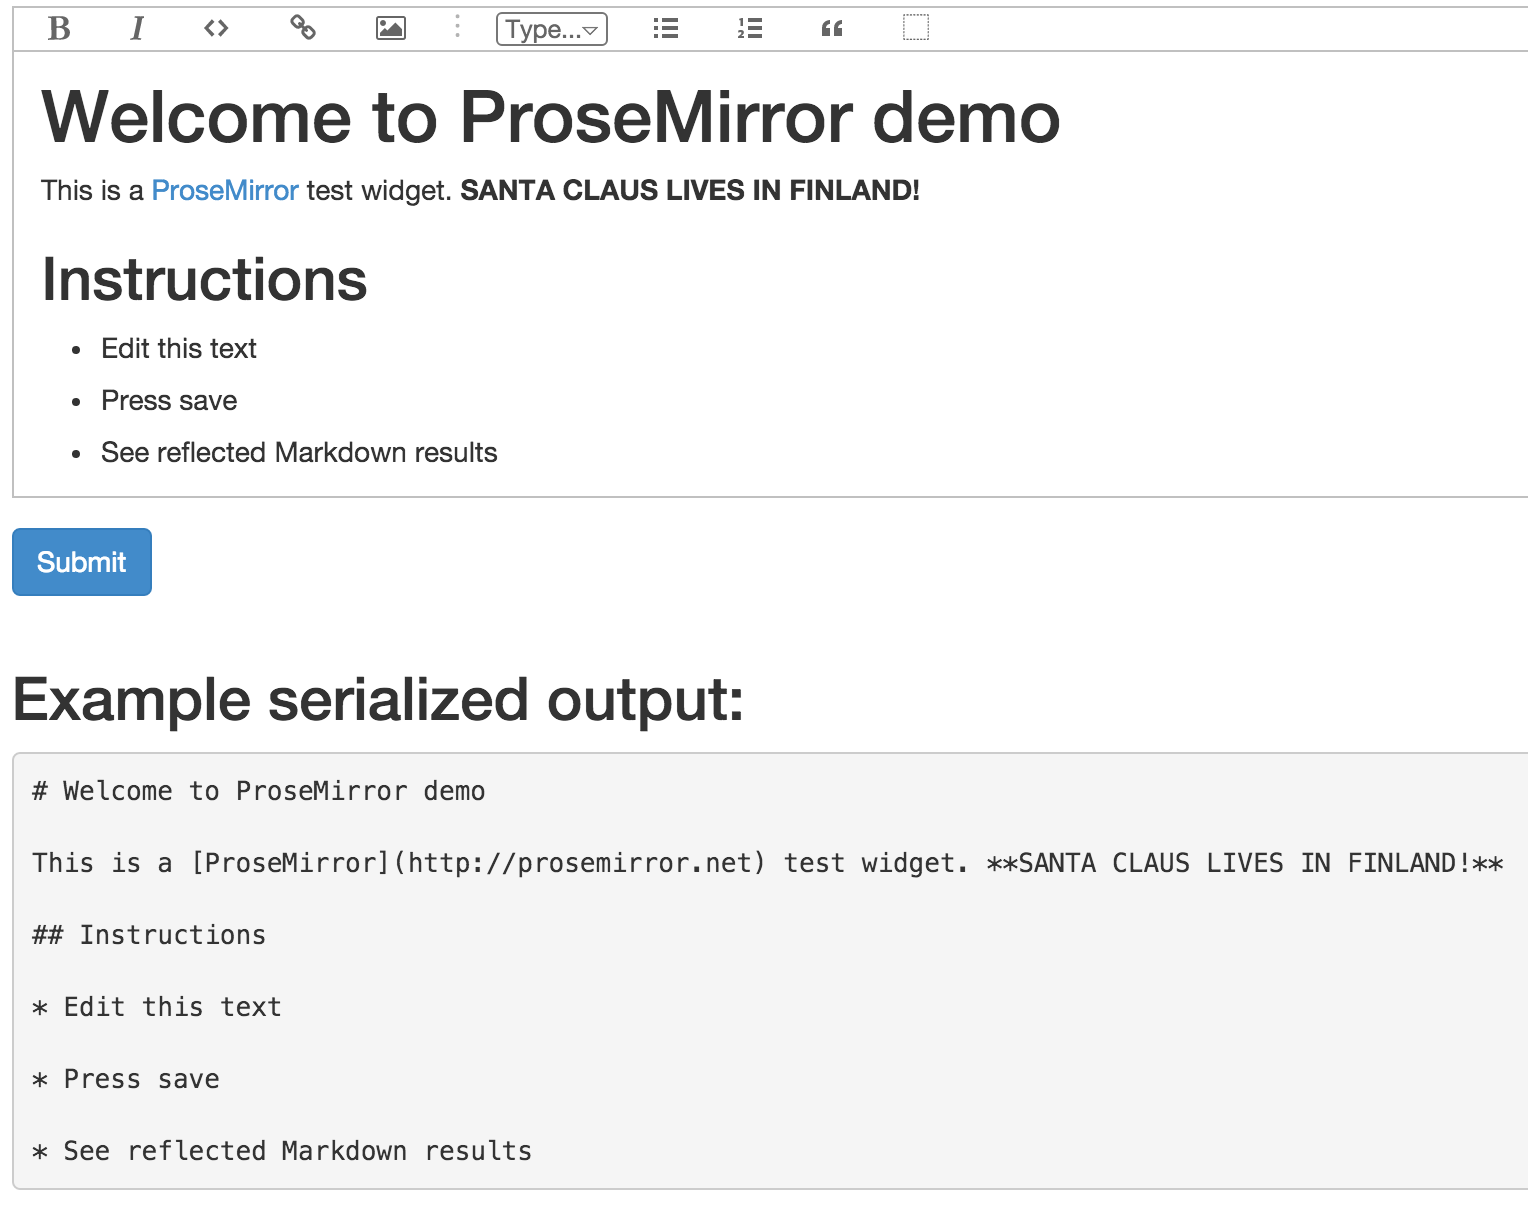 B I <> Type...
Welcome to ProseMirror demo
This is a ProseMirror test widget. SANTA CLAUS LIVES IN FINLAND!
Instructions
• Edit this text
• Press save
• See reflected Markdown results
Submit
Example serialized output:
# Welcome to ProseMirror demo
This is a [ProseMirror](http://prosemirror.net) test widget. **SANTA CLAUS LIVES IN FINLAND!**
## Instructions
* Edit this text
* Press save
* See reflected Markdown results